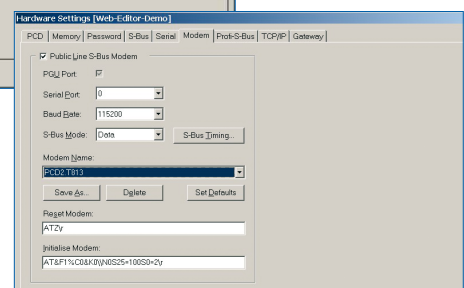 Hardware Settings [Web-Editor-Demo]
PCD Memory Password S-Bus Serial Modem Profi-S-Bus TCP/IP Gateway
Public Line S-Bus Modem
PGU Port
Serial Port: 0
Baud Rate: 115200
S-Bus Mode: Data S-Bus Timing...
Modem Name:
PCD2.T813
Save As... Delete Set Defaults
Reset Modem:
ATZ\r
Initialise Modem:
AT&F1%C0&K0\\N0S25=100S0=2\r